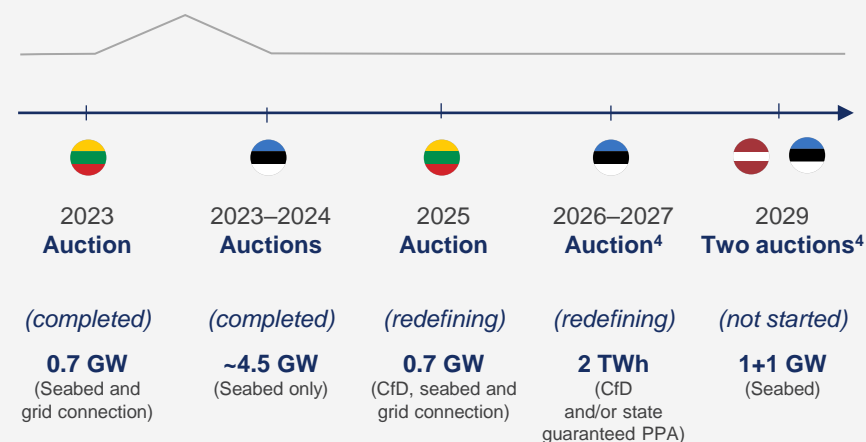 2023
Auction
(completed)
0.7 GW
(Seabed and
grid connection)
2023–2024
Auctions
(completed)
~4.5 GW
(Seabed only)
2025
Auction
(redefining)
0.7 GW
(CfD, seabed and
grid connection)
2026–2027
Auction⁴
(redefining)
2 TWh
(CfD
and/or state
guaranteed PPA)
2029
Two auctions⁴
(not started)
1+1 GW
(Seabed)